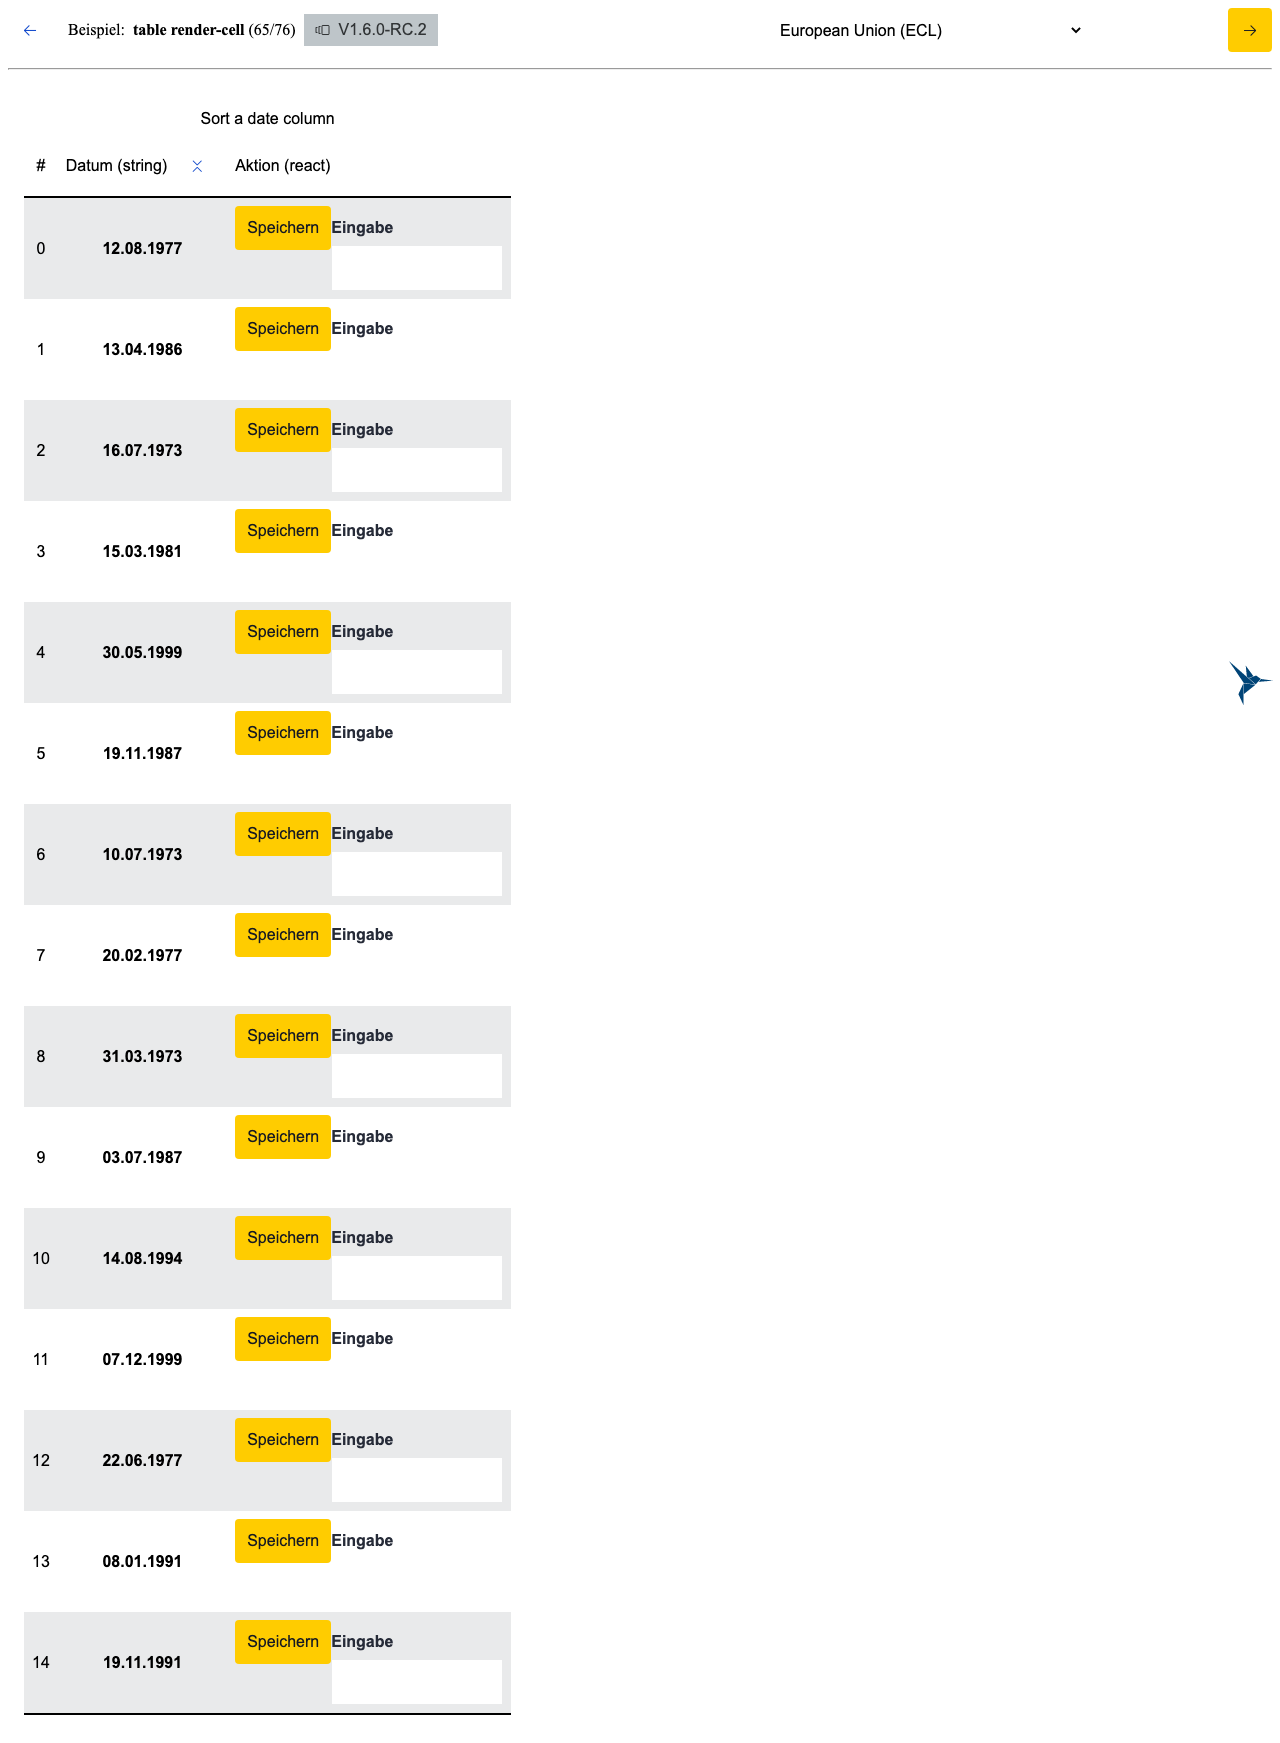 Beispiel: table render-cell (65/76) V1.6.0-RC.2 European Union (ECL)
Sort a date column
# Datum (string) Aktion (react)
Speichern Eingabe
0 12.08.1977
Speichern Eingabe
1 13.04.1986
Speichern Eingabe
2 16.07.1973
Speichern Eingabe
3 15.03.1981
Speichern Eingabe
4 30.05.1999
Speichern Eingabe
5 19.11.1987
Speichern Eingabe
6 10.07.1973
Speichern Eingabe
7 20.02.1977
Speichern Eingabe
8 31.03.1973
Speichern Eingabe
9 03.07.1987
Speichern Eingabe
10 14.08.1994
Speichern Eingabe
11 07.12.1999
Speichern Eingabe
12 22.06.1977
Speichern Eingabe
13 08.01.1991
Speichern Eingabe
14 19.11.1991